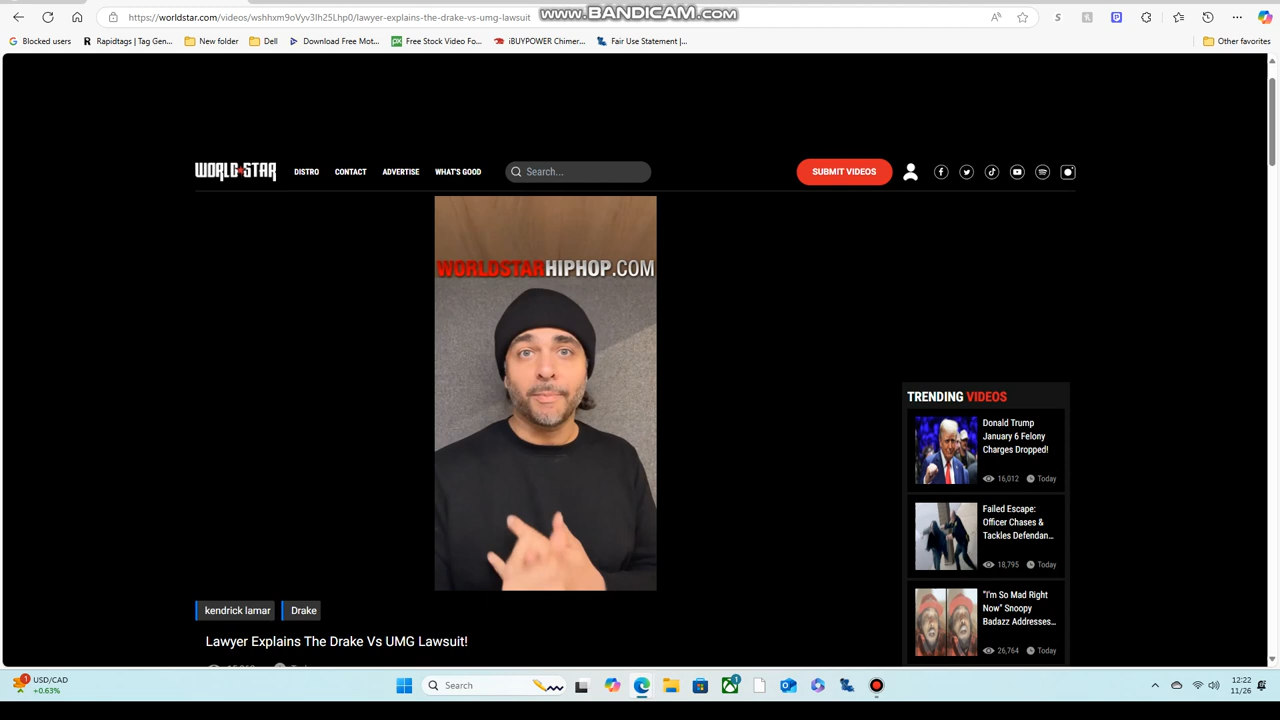 https://worldstar.com/videos/wshhxm9oVyv3Ih25Lhp0/lawyer-explains-the-drake-vs-umg-lawsuit
www.BANDICAM.com
Blocked users
Rapidtags | Tag Gen...
New folder
Dell
Download Free Mot...
Free Stock Video Fo...
iBUYPOWER Chimer...
Fair Use Statement |...
Other favorites
WORLDSTAR
DISTRO
CONTACT
ADVERTISE
WHAT'S GOOD
Search...
SUBMIT VIDEOS
WORLDSTARHIPHOP.COM
TRENDING VIDEOS
Donald Trump
January 6 Felony
Charges Dropped!
16,012 Today
Failed Escape:
Officer Chases &
Tackles Defendan...
18,795 Today
"I'm So Mad Right
Now" Snoopy
Badazz Addresses...
26,764 Today
kendrick lamar
Drake
Lawyer Explains The Drake Vs UMG Lawsuit!
1
USD/CAD
+0.63%
Search
1
12:22
11/26